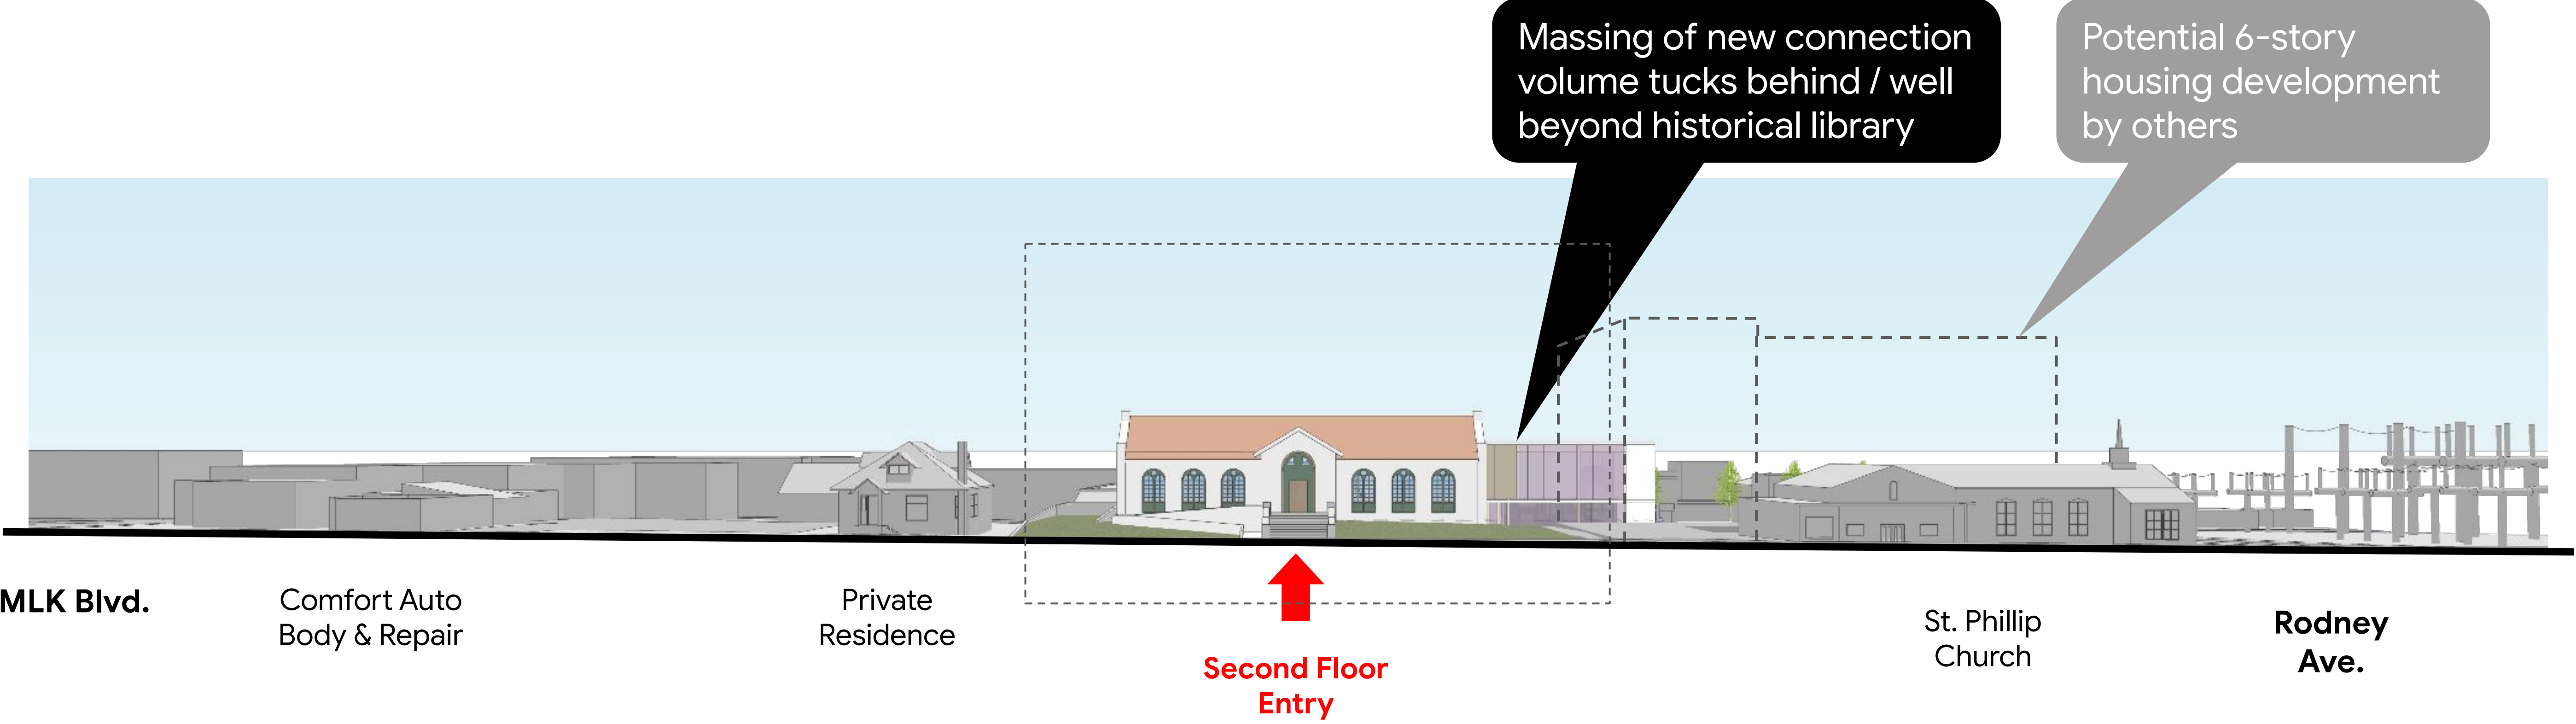 Massing of new connection
volume tucks behind / well
beyond historical library
Potential 6-story
housing development
by others
MLK Blvd.
Comfort Auto
Body & Repair
Private
Residence
Second Floor
Entry
St. Phillip
Church
Rodney
Ave.